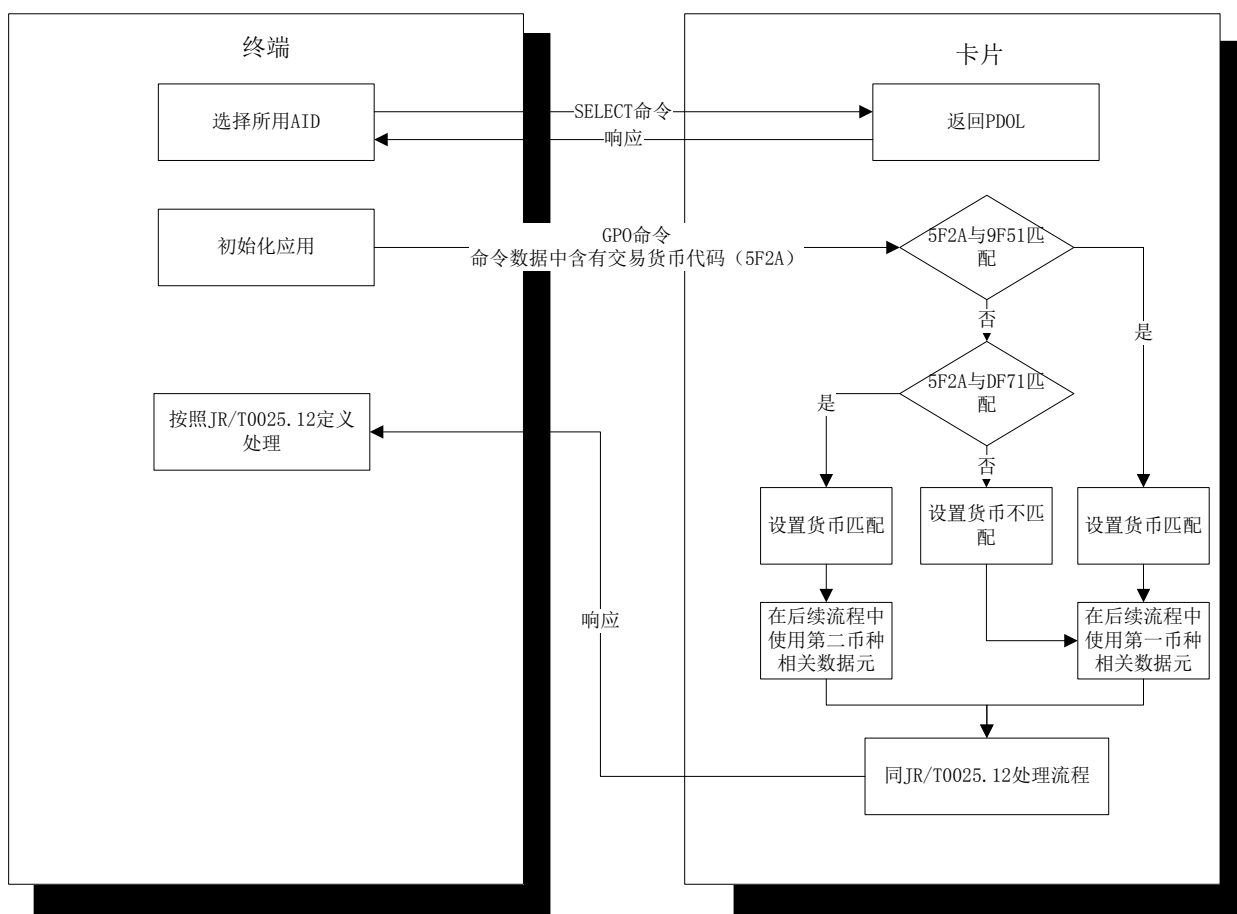 终端
卡片
选择所用AID
SELECT命令
响应
返回PDOL
初始化应用
GPO命令
命令数据中含有交易货币代码（5F2A）
5F2A与9F51匹
配
否
是
5F2A与DF71匹
配
是
否
按照JR/T0025.12定义
处理
设置货币匹配
设置货币不匹
配
设置货币匹配
响应
在后续流程中
使用第二币种
相关数据元
在后续流程中
使用第一币种
相关数据元
同JR/T0025.12处理流程